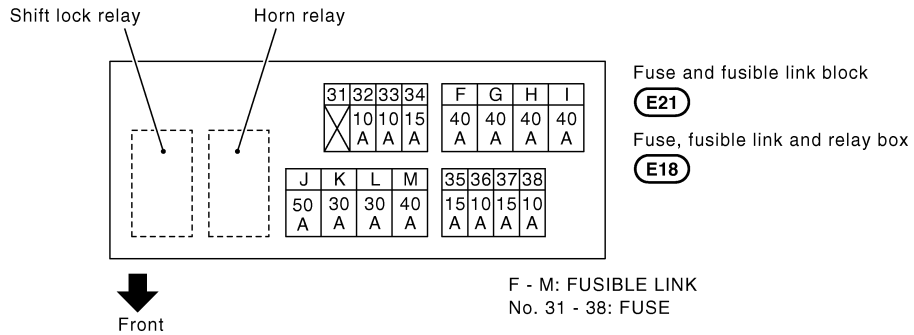 Shift lock relay Horn relay
31 32 33 34 F G H I
10 10 15 40 40 40 40
A A A A A A A
J K L M 35 36 37 38
50 30 30 40 15 10 15 10
A A A A A A A A
Fuse and fusible link block
E21
Fuse, fusible link and relay box
E18
F - M: FUSIBLE LINK
No. 31 - 38: FUSE
Front